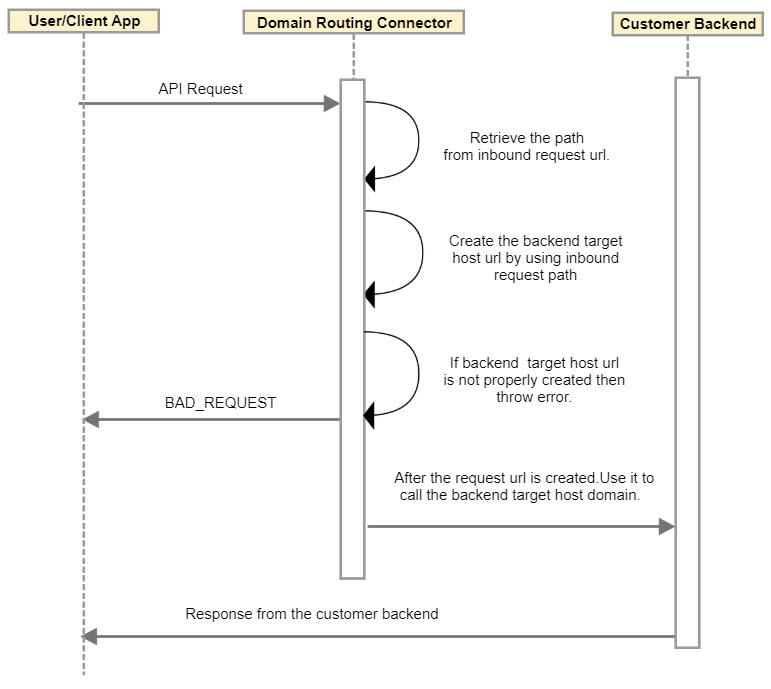 User/Client App
Domain Routing Connector
Customer Backend
API Request
Retrieve the path
from inbound request url.
Create the backend target
host url by using inbound
request path
If backend  target host url
is not properly created then
throw error.
BAD_REQUEST
After the request url is created.Use it to
call the backend target host domain.
Response from the customer backend